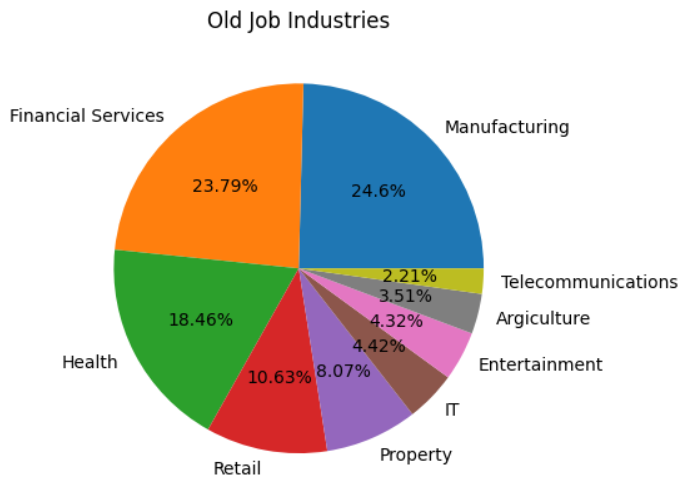 Old Job Industries
Financial Services
Manufacturing
23.79%
24.6%
2.21%
Telecommunications
3.51%
Argiculture
18.46%
4.32%
4.42%
Health
Entertainment
10.63%
8.07%
IT
Property
Retail